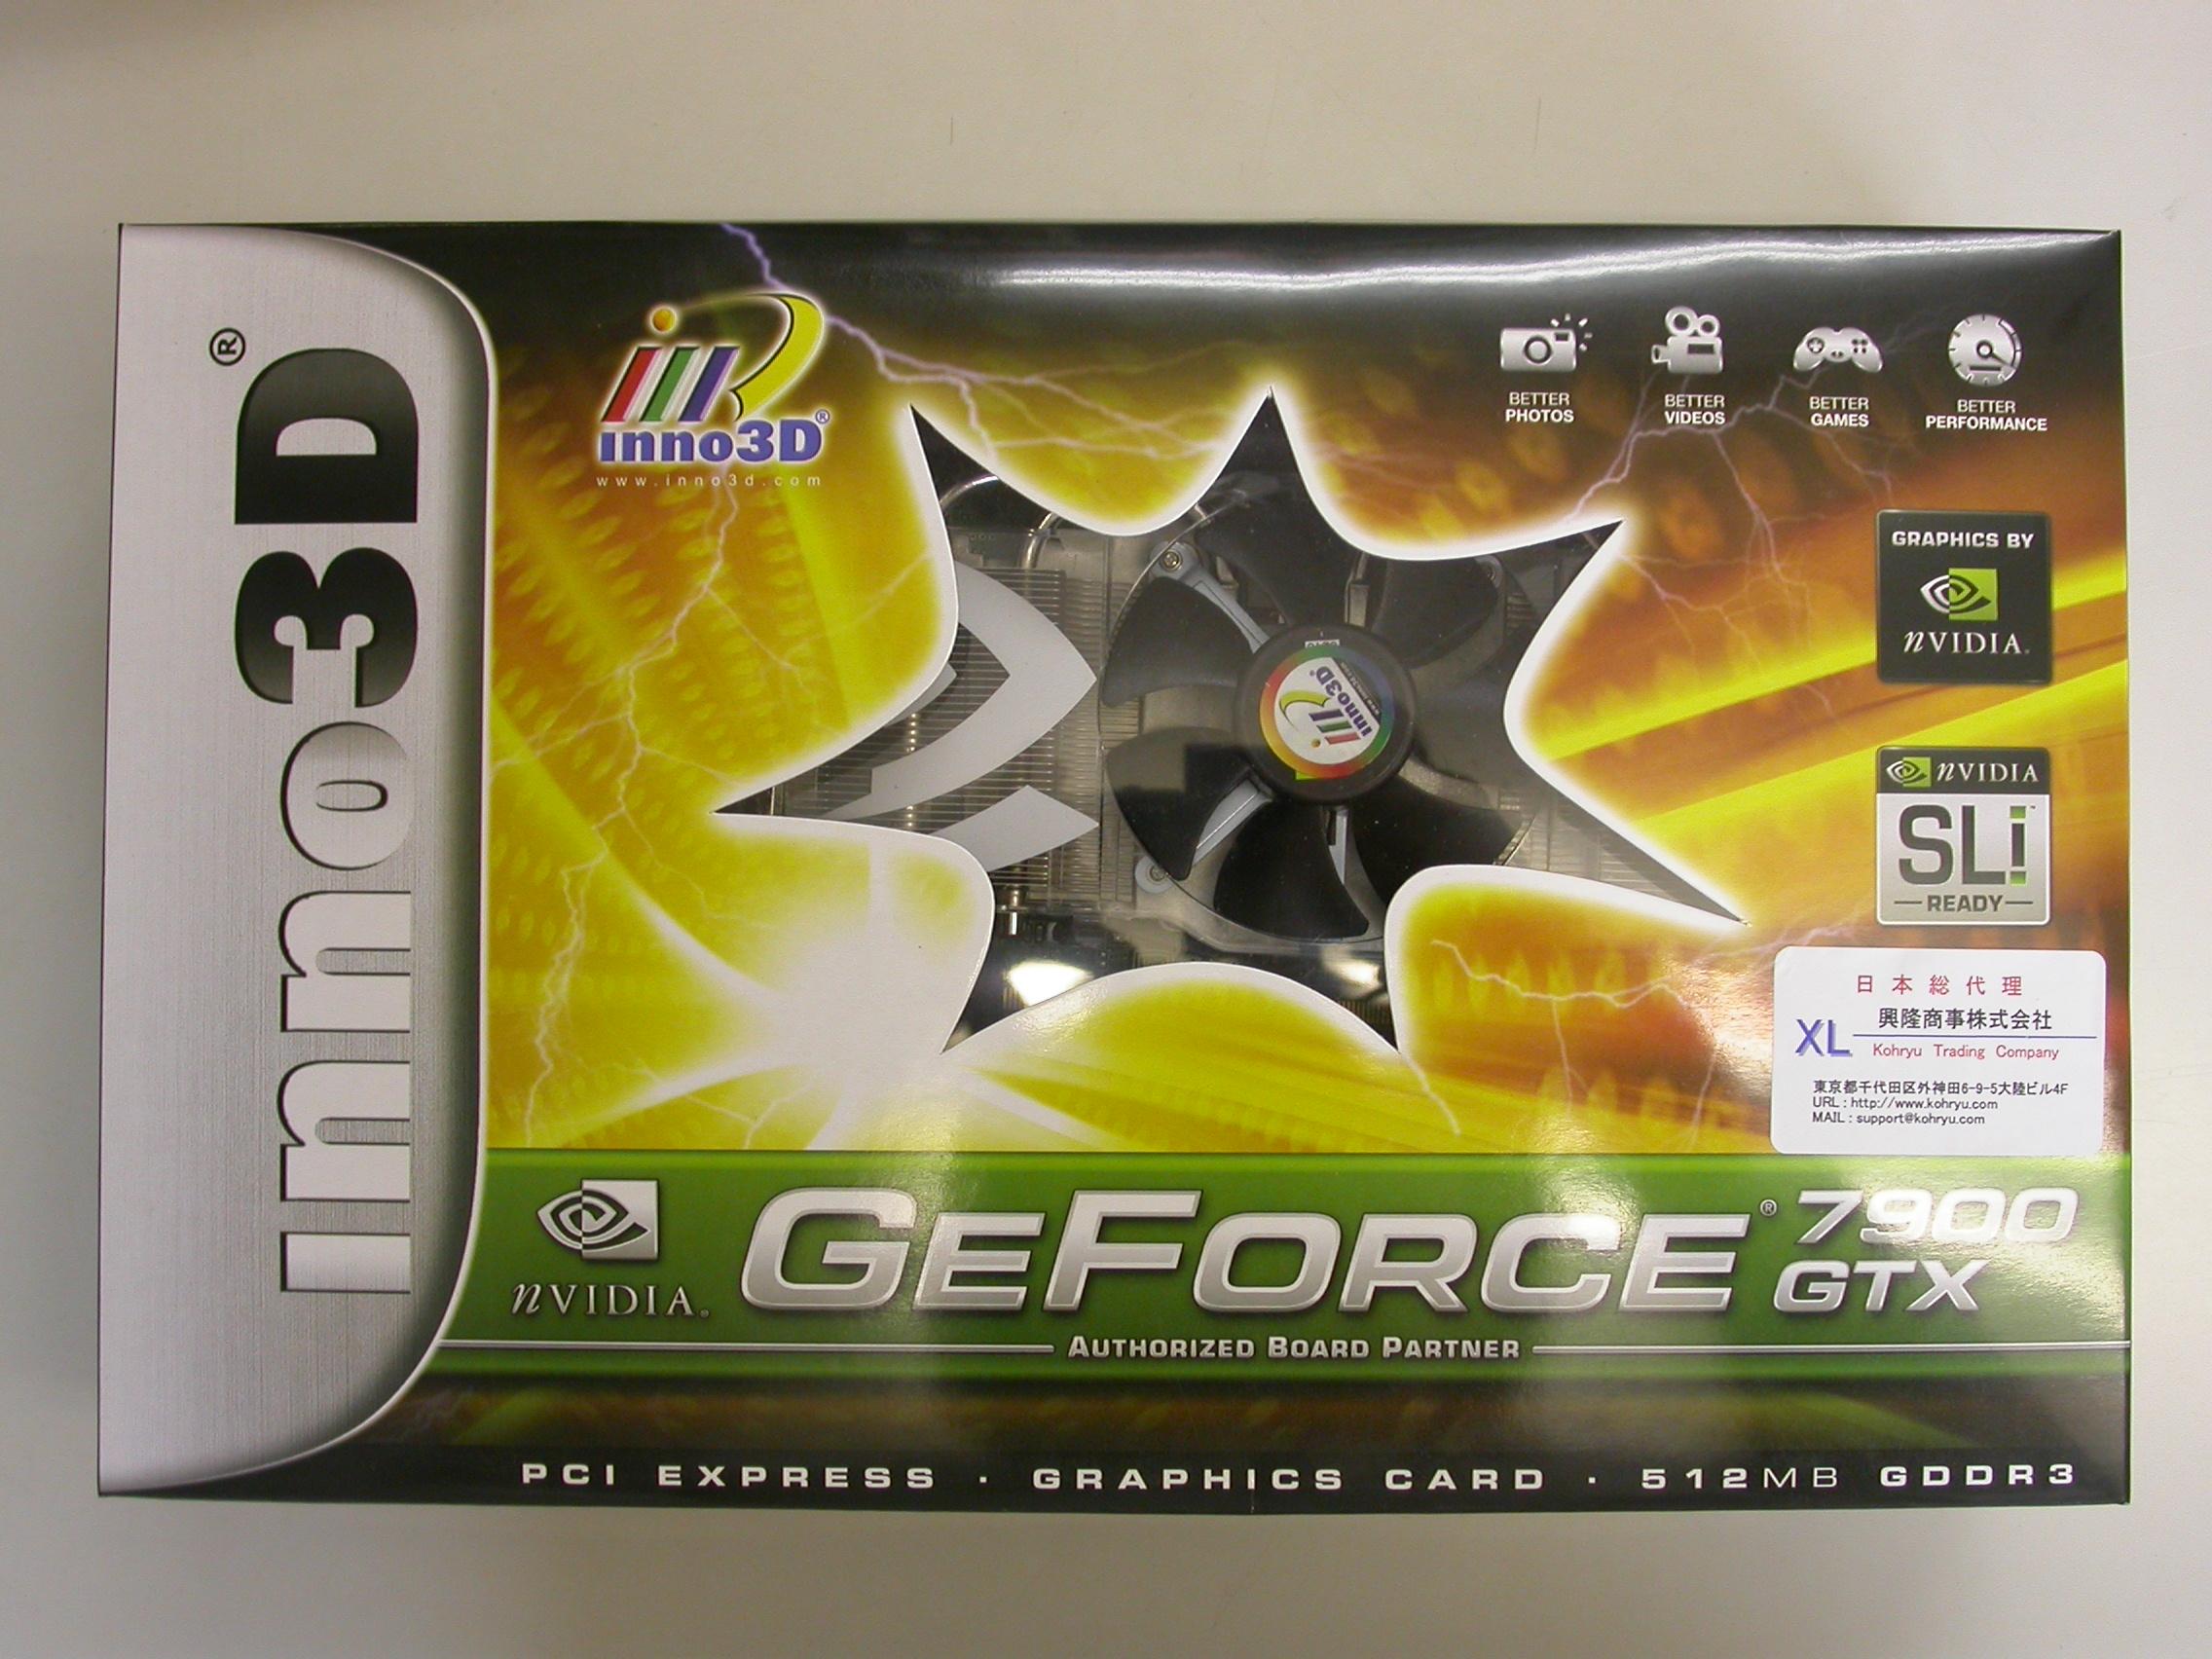 inno3D®
inno3D®
www.inno3d.com
BETTER
PHOTOS
BETTER
VIDEOS
BETTER
GAMES
BETTER
PERFORMANCE
GRAPHICS BY
nVIDIA®
inno3D®
nVIDIA
SLI™
READY
日本総代理
興隆商事株式会社
XL
Kohryu Trading Company
東京都千代田区外神田6-9-5大陸ビル4F
URL : http://www.kohryu.com
MAIL : support@kohryu.com
nVIDIA®
GEFORCE® 7900
GTX
AUTHORIZED BOARD PARTNER
PCI EXPRESS · GRAPHICS CARD · 512MB GDDR3